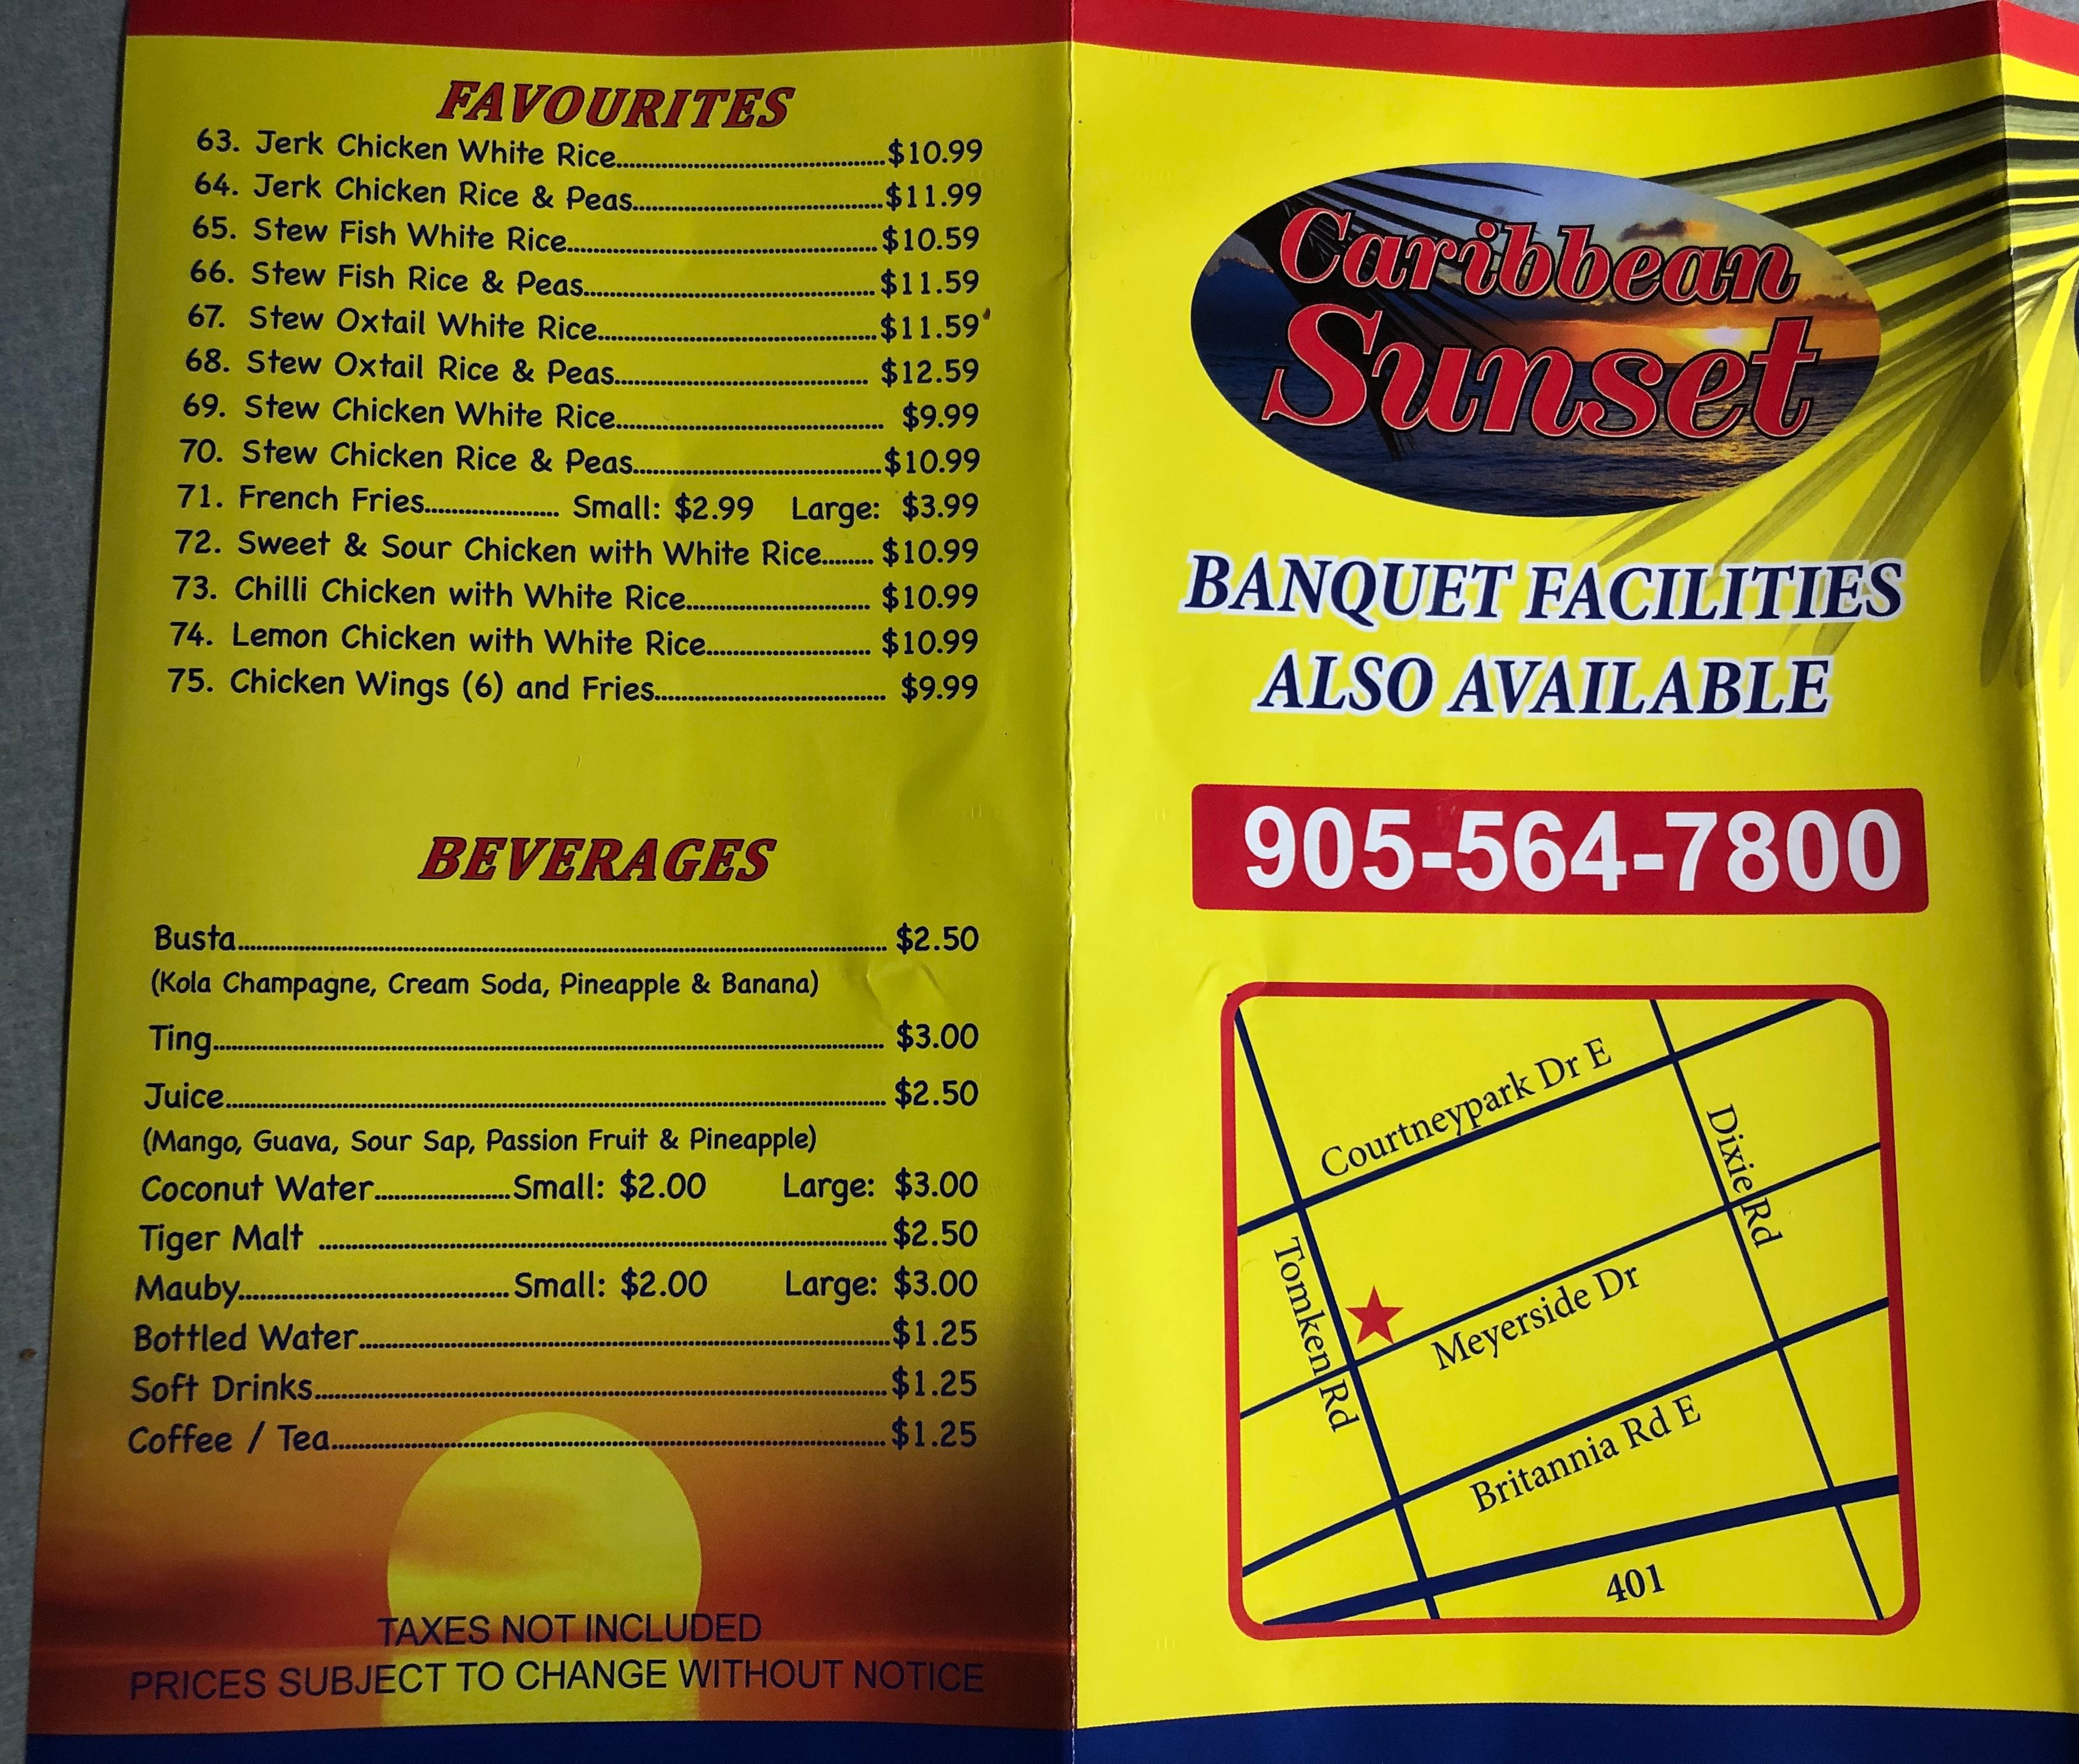 FAVOURITES
63. Jerk Chicken White Rice.....$10.99
64. Jerk Chicken Rice & Peas.....$11.99
65. Stew Fish White Rice.....$10.59
66. Stew Fish Rice & Peas.....$11.59
67. Stew Oxtail White Rice.....$11.59
68. Stew Oxtail Rice & Peas..... $12.59
69. Stew Chicken White Rice..... $9.99
70. Stew Chicken Rice & Peas.....$10.99
71. French Fries..... Small: $2.99 Large: $3.99
72. Sweet & Sour Chicken with White Rice..... $10.99
73. Chilli Chicken with White Rice..... $10.99
74. Lemon Chicken with White Rice..... $10.99
75. Chicken Wings (6) and Fries..... $9.99
BEVERAGES
Busta..... $2.50
(Kola Champagne, Cream Soda, Pineapple & Banana)
Ting..... $3.00
Juice..... $2.50
(Mango, Guava, Sour Sap, Passion Fruit & Pineapple)
Coconut Water.....Small: $2.00 Large: $3.00
Tiger Malt .....$2.50
Mauby.....Small: $2.00 Large: $3.00
Bottled Water.....$1.25
Soft Drinks.....$1.25
Coffee / Tea.....$1.25
TAXES NOT INCLUDED
PRICES SUBJECT TO CHANGE WITHOUT NOTICE
Caribbean
Sunset
BANQUET FACILITIES
ALSO AVAILABLE
905-564-7800
Courtneypark Dr E
Dixie Rd
Tomken Rd
Meyerside Dr
Britannia Rd E
401